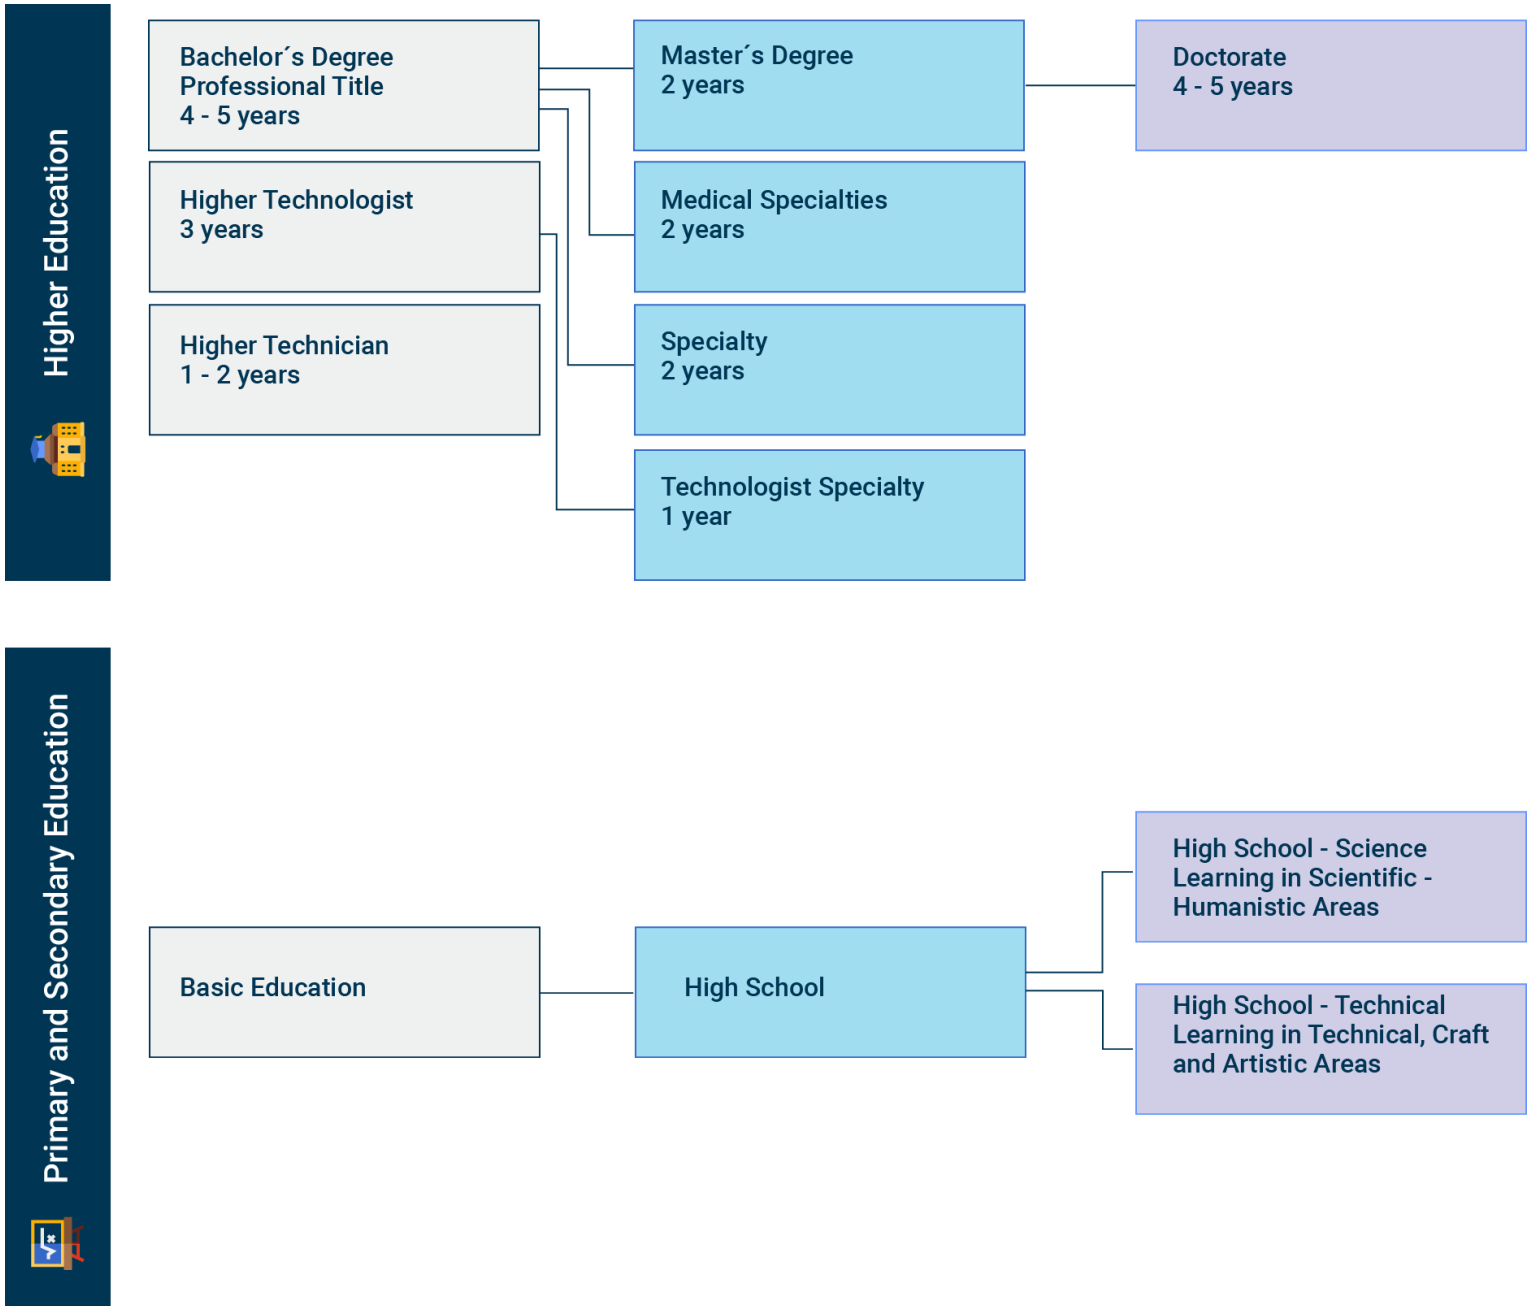 Higher Education
Bachelor´s Degree
Professional Title
4 - 5 years
Master´s Degree
2 years
Doctorate
4 - 5 years
Higher Technologist
3 years
Medical Specialties
2 years
Higher Technician
1 - 2 years
Specialty
2 years
Technologist Specialty
1 year
Primary and Secondary Education
Basic Education
High School
High School - Science
Learning in Scientific -
Humanistic Areas
High School - Technical
Learning in Technical, Craft
and Artistic Areas